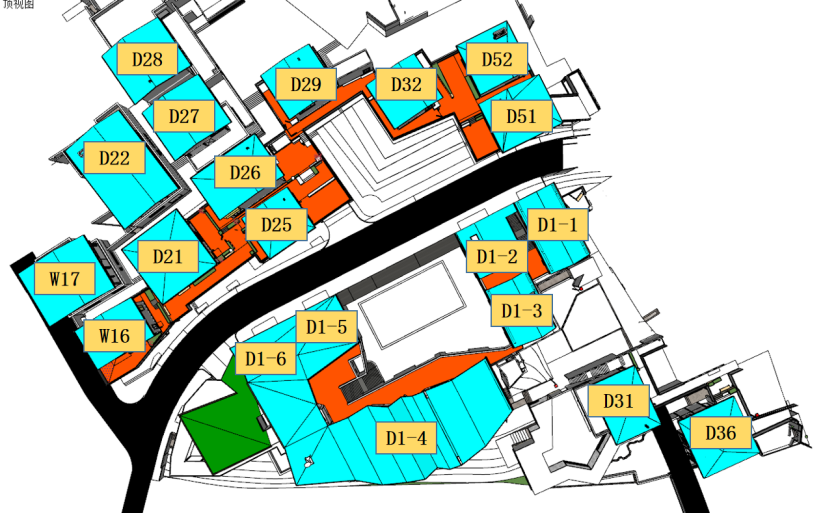 顶视图
D28
D29
D32
D52
D27
D51
D22
D26
D25
D1-1
D21
D1-2
W17
D1-3
W16
D1-5
D1-6
D31
D1-4
D36